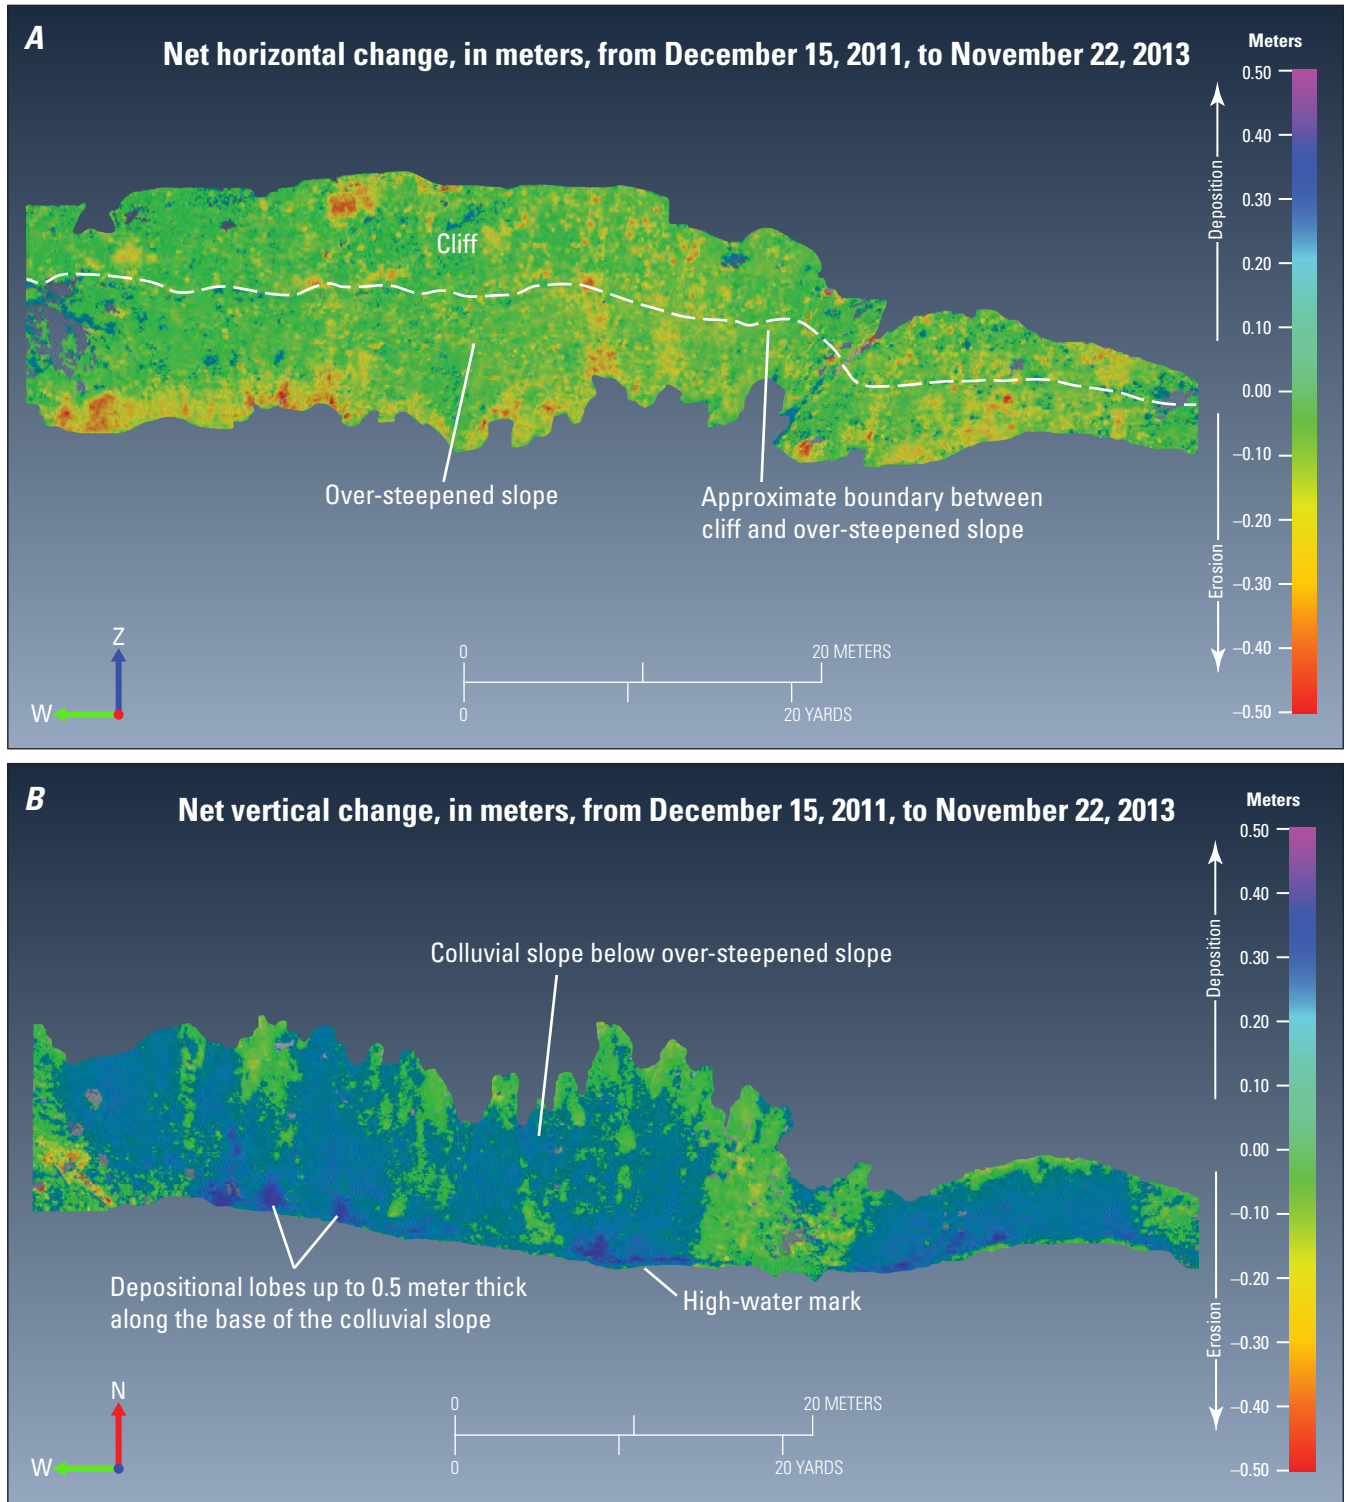 A
Net horizontal change, in meters, from December 15, 2011, to November 22, 2013
Meters
0.50
0.40
0.30
0.20
0.10
0.00
–0.10
–0.20
–0.30
–0.40
–0.50
Deposition
Erosion
Cliff
Over-steepened slope
Approximate boundary between
cliff and over-steepened slope
Z
W
0
20 METERS
0
20 YARDS
B
Net vertical change, in meters, from December 15, 2011, to November 22, 2013
Meters
0.50
0.40
0.30
0.20
0.10
0.00
–0.10
–0.20
–0.30
–0.40
–0.50
Deposition
Erosion
Colluvial slope below over-steepened slope
Depositional lobes up to 0.5 meter thick
along the base of the colluvial slope
High-water mark
N
W
0
20 METERS
0
20 YARDS